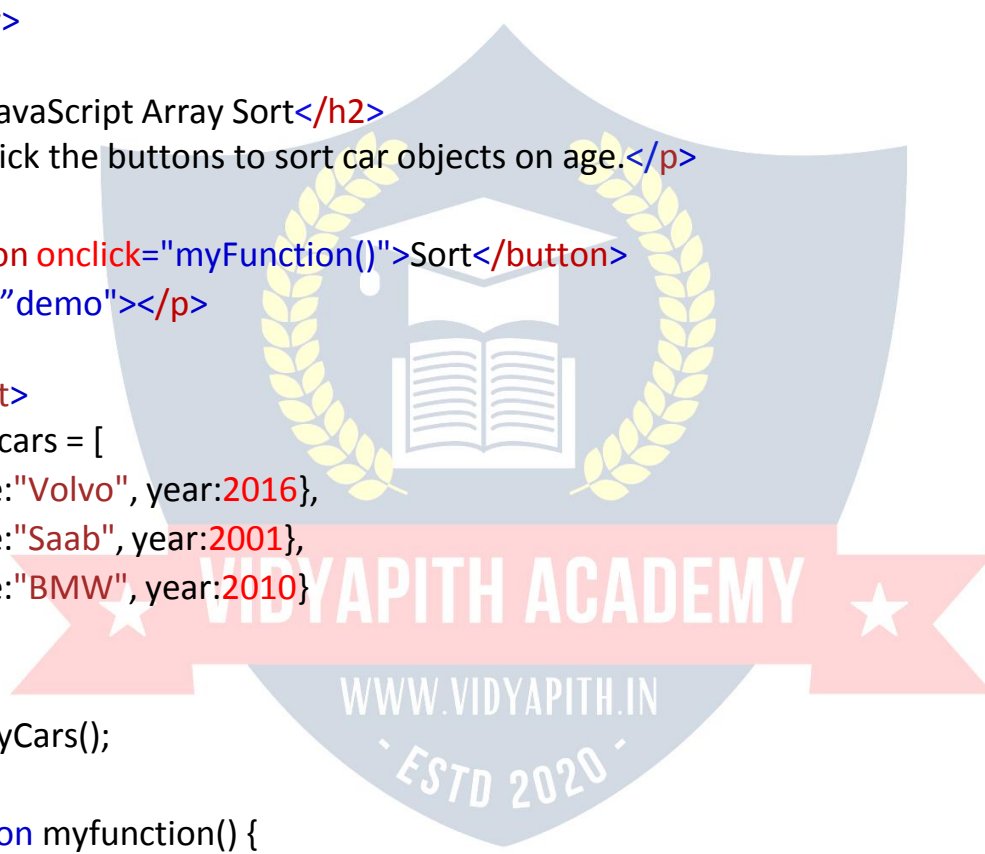 >
avaScript Array Sort</h2>
ick the buttons to sort car objects on age.</p>
on onclick="myFunction()">Sort</button>
”demo"></p>
t>
cars = [
e:"Volvo", year:2016},
e:"Saab", year:2001},
e:"BMW", year:2010}
VIDYAPITH ACADEMY
WWW.VIDYAPITH.IN
yCars();
- ESTD 2020 -
on myfunction() {